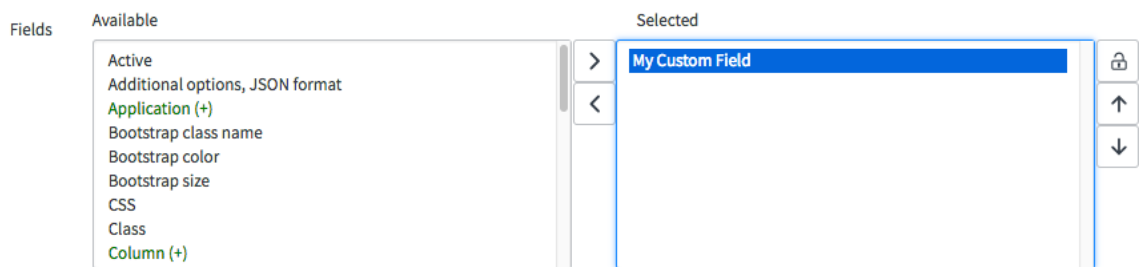 Fields
Available
Selected
Active
Additional options, JSON format
Application (+)
Bootstrap class name
Bootstrap color
Bootstrap size
CSS
Class
Column (+)
My Custom Field